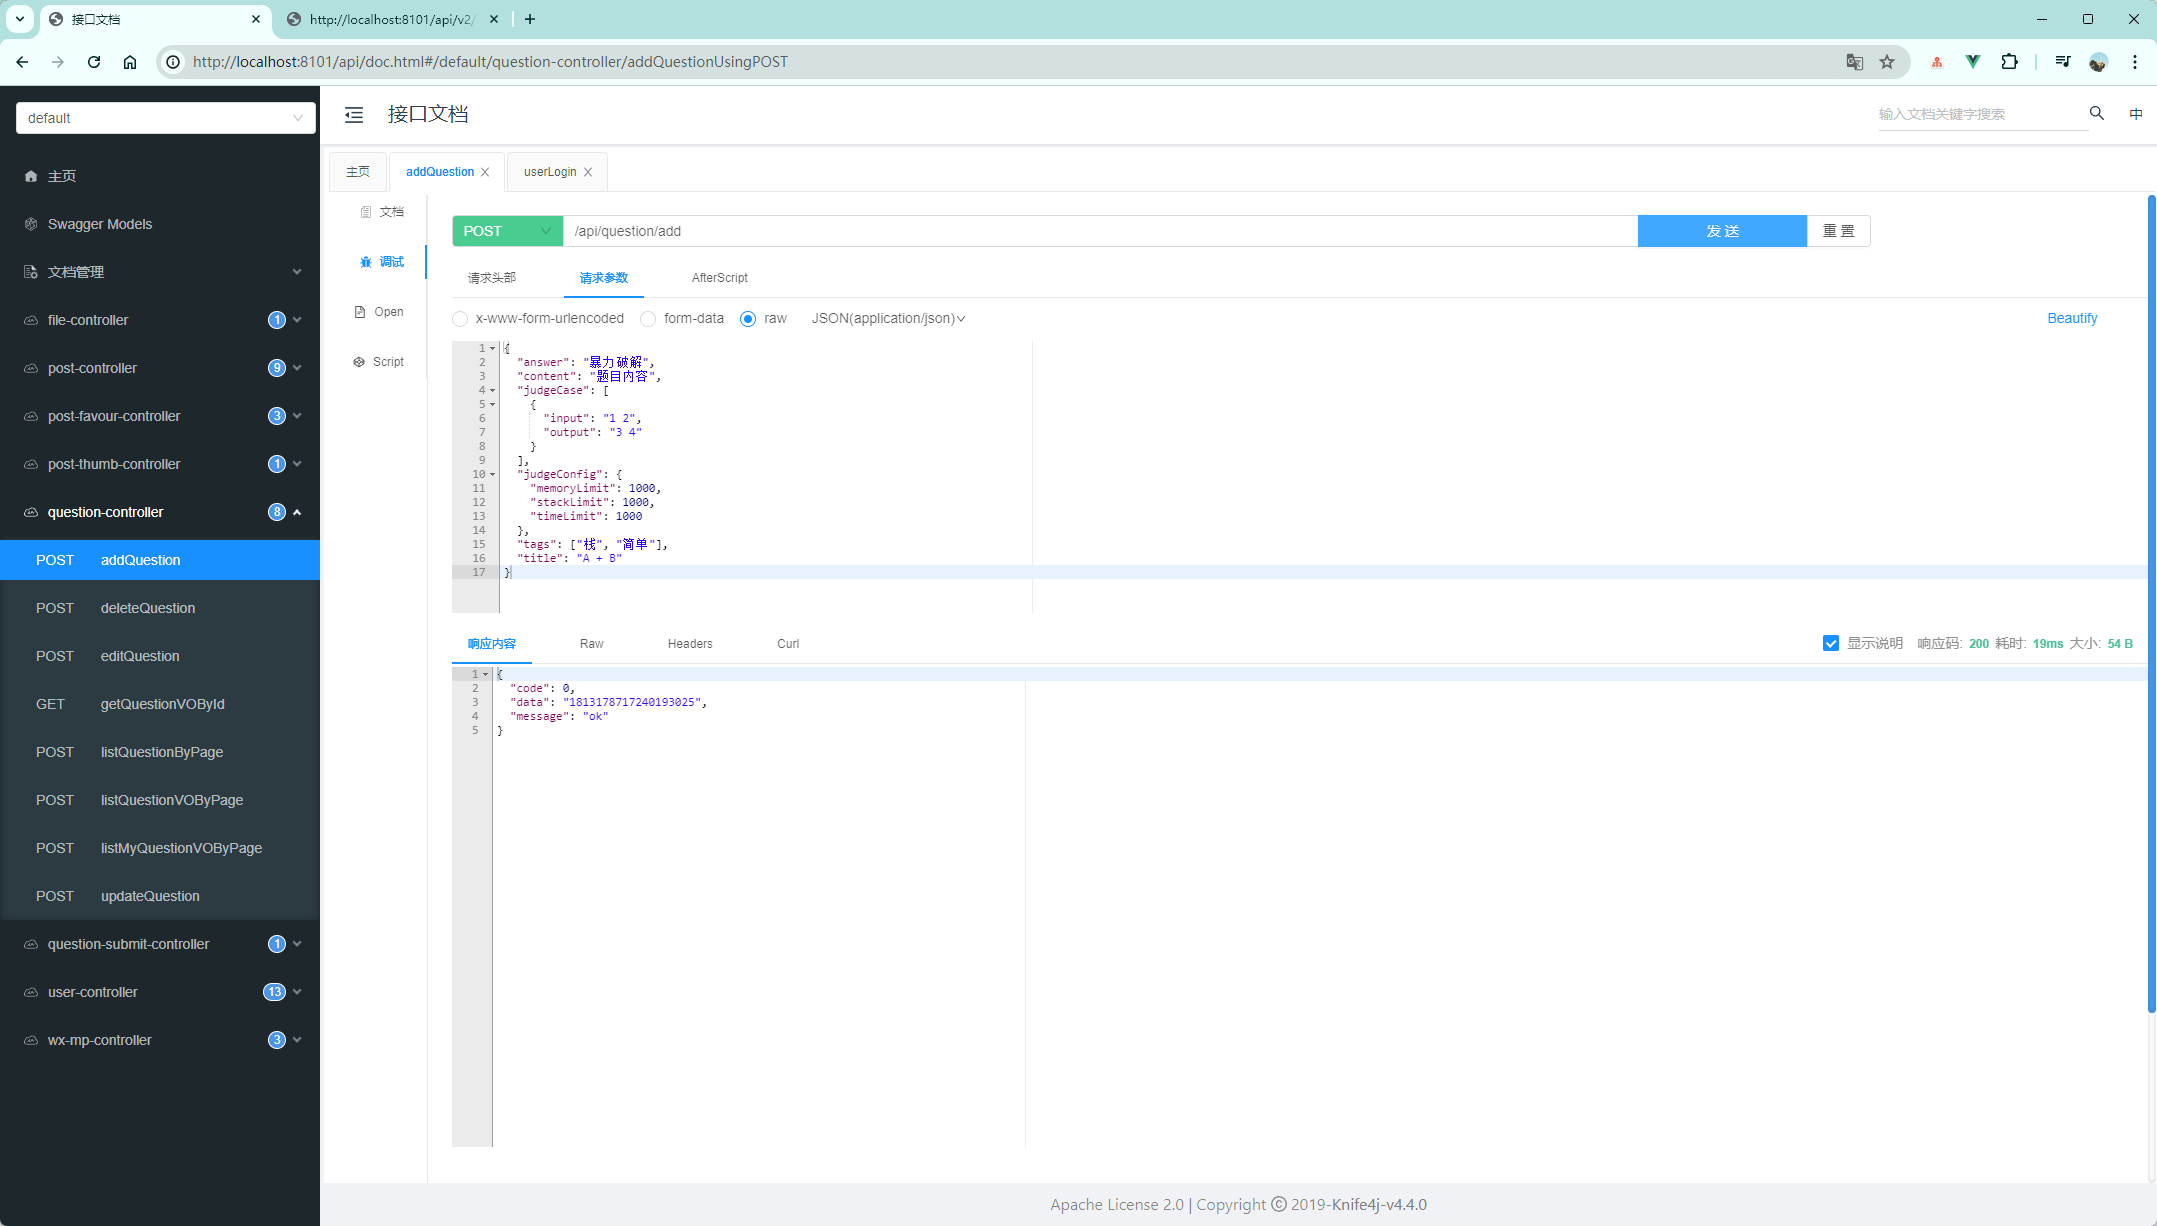 接口文档
http://localhost:8101/api/v2/
http://localhost:8101/api/doc.html#/default/question-controller/addQuestionUsingPOST
default
接口文档
输入文档关键字搜索
中
主页
Swagger Models
文档管理
file-controller 1
post-controller 9
post-favour-controller 3
post-thumb-controller 1
question-controller 8
POST addQuestion
POST deleteQuestion
POST editQuestion
GET getQuestionVOById
POST listQuestionByPage
POST listQuestionVOByPage
POST listMyQuestionVOByPage
POST updateQuestion
question-submit-controller 1
user-controller 13
wx-mp-controller 3
主页 addQuestion userLogin
文档
调试
Open
Script
POST /api/question/add 发 送 重 置
请求头部 请求参数 AfterScript
x-www-form-urlencoded form-data raw JSON(application/json) Beautify
1 {
2 "answer": "暴力破解",
3 "content": "题目内容",
4 "judgeCase": [
5 {
6 "input": "1 2",
7 "output": "3 4"
8 }
9 ],
10 "judgeConfig": {
11 "memoryLimit": 1000,
12 "stackLimit": 1000,
13 "timeLimit": 1000
14 },
15 "tags": ["栈", "简单"],
16 "title": "A + B"
17 }
响应内容 Raw Headers Curl 显示说明 响应码: 200 耗时: 19ms 大小: 54 B
1 {
2 "code": 0,
3 "data": "1813178717240193025",
4 "message": "ok"
5 }
Apache License 2.0 | Copyright © 2019-Knife4j-v4.4.0